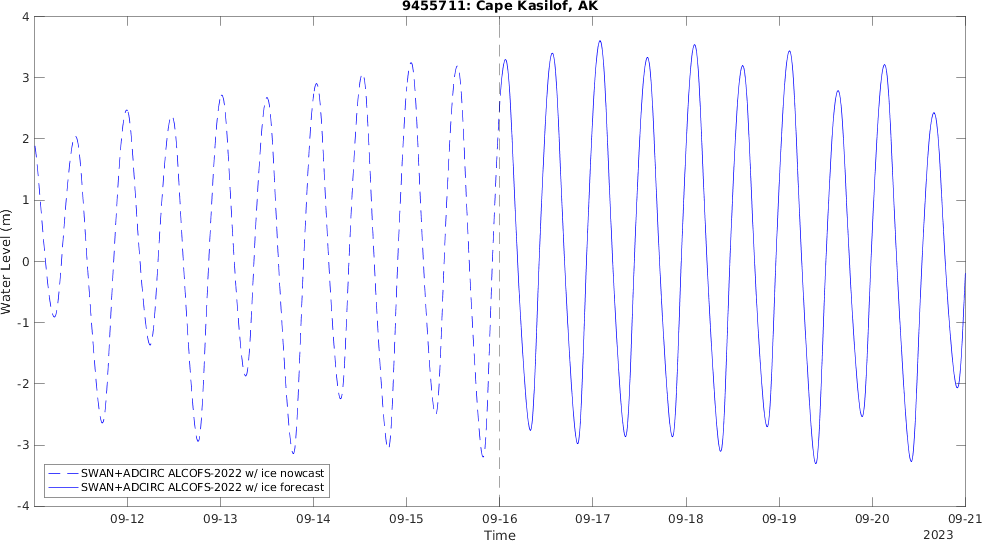 9455711: Cape Kasilof, AK
4
3
2
1
0
-1
-2
-3
-4
Water Level (m)
SWAN+ADCIRC ALCOFS-2022 w/ ice nowcast
SWAN+ADCIRC ALCOFS-2022 w/ ice forecast
09-12 09-13 09-14 09-15 09-16 09-17 09-18 09-19 09-20 09-21
Time
2023